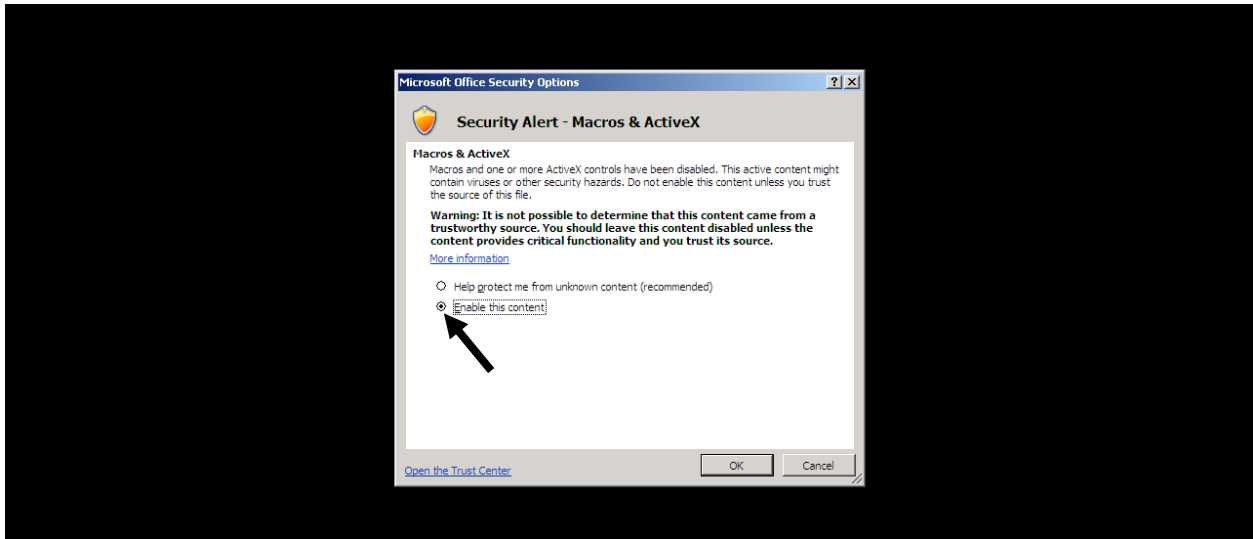 Microsoft Office Security Options
Security Alert - Macros & ActiveX
Macros & ActiveX
Macros and one or more ActiveX controls have been disabled. This active content might
contain viruses or other security hazards. Do not enable this content unless you trust
the source of this file.
Warning: It is not possible to determine that this content came from a
trustworthy source. You should leave this content disabled unless the
content provides critical functionality and you trust its source.
More information
Help protect me from unknown content (recommended)
Enable this content
Open the Trust Center
OK
Cancel